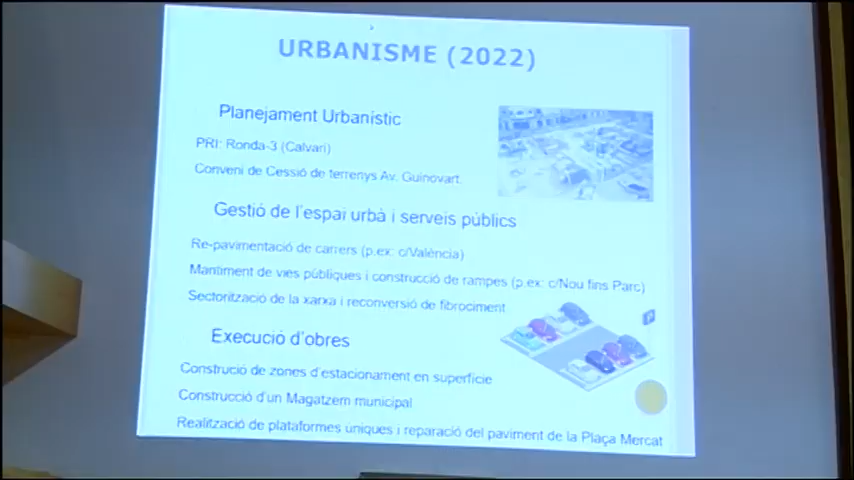 URBANISME (2022)
Planejament Urbanístic
PRI: Ronda-3 (Calvari)
Conveni de Cessió de terrenys Av. Guinovart.
Gestió de l'espai urbà i serveis públics
Re-pavimentació de carrers (p.ex: c/València)
Mantiment de vies públiques i construcció de rampes (p.ex: c/Nou fins Parc)
Sectorització de la xarxa i reconversió de fibrociment
Execució d'obres
Construcció de zones d'estacionament en superfície
P
Construcció d'un Magatzem municipal
Realització de plataformes úniques i reparació del paviment de la Plaça Mercat